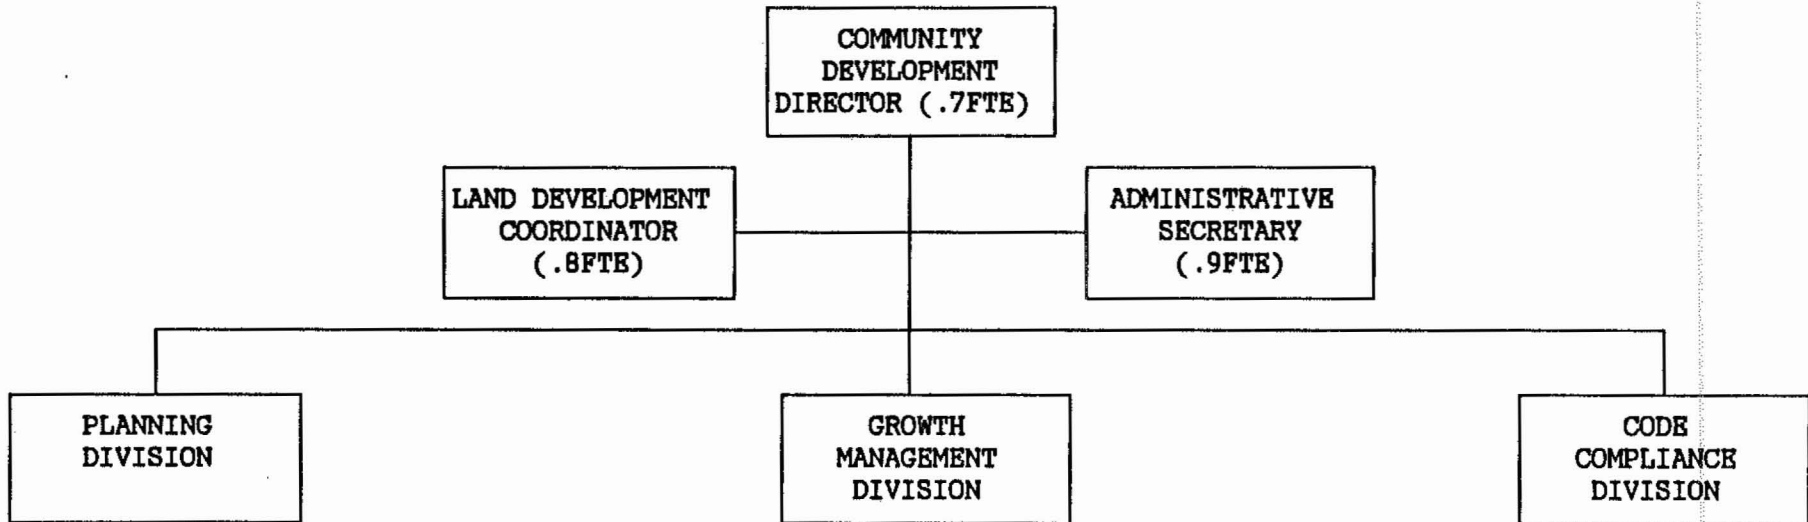 COMMUNITY
DEVELOPMENT
DIRECTOR (.7FTE)
LAND DEVELOPMENT
COORDINATOR
(.8FTE)
ADMINISTRATIVE
SECRETARY
(.9FTE)
PLANNING
DIVISION
GROWTH
MANAGEMENT
DIVISION
CODE
COMPLIANCE
DIVISION